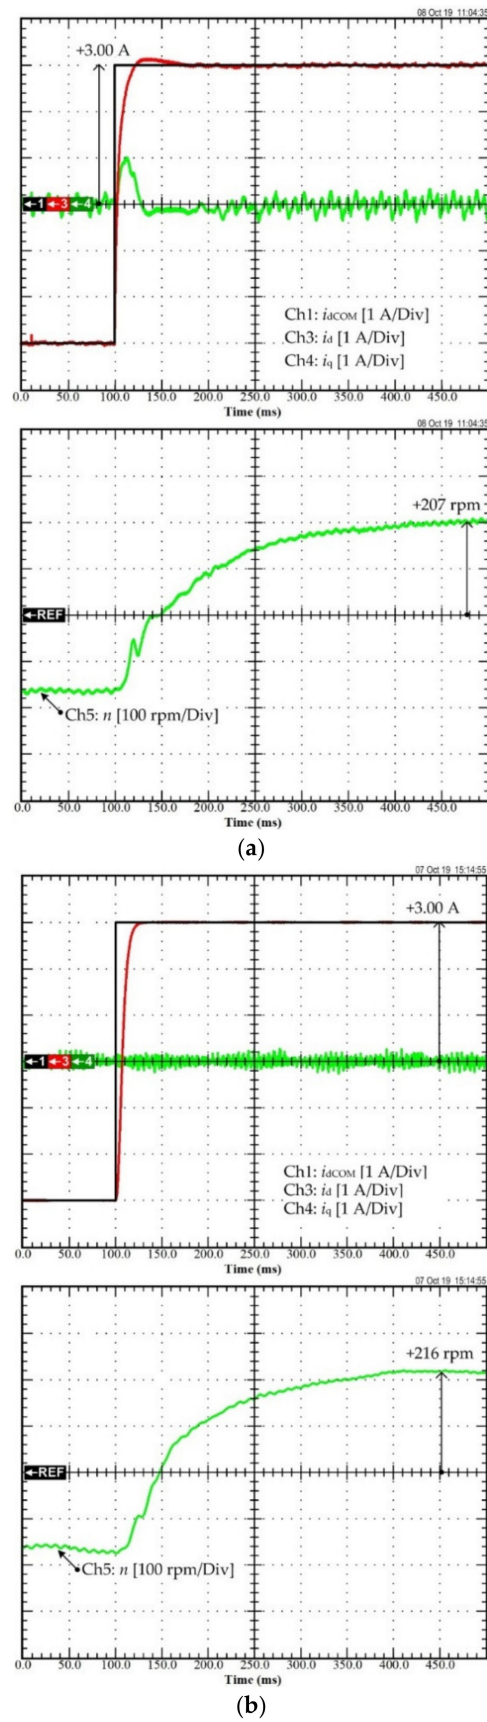 08 Oct 19 11:04:35
+3.00 A
←1 ←3 ←4
Ch1: idCOM [1 A/Div]
Ch3: id [1 A/Div]
Ch4: iq [1 A/Div]
0.0 50.0 100.0 150.0 200.0 250.0 300.0 350.0 400.0 450.0
Time (ms)
08 Oct 19 11:04:35
+207 rpm
←REF
Ch5: n [100 rpm/Div]
0.0 50.0 100.0 150.0 200.0 250.0 300.0 350.0 400.0 450.0
Time (ms)
(a)
07 Oct 19 15:14:55
+3.00 A
←1 ←3 ←4
Ch1: idCOM [1 A/Div]
Ch3: id [1 A/Div]
Ch4: iq [1 A/Div]
0.0 50.0 100.0 150.0 200.0 250.0 300.0 350.0 400.0 450.0
Time (ms)
07 Oct 19 15:14:55
+216 rpm
←REF
Ch5: n [100 rpm/Div]
0.0 50.0 100.0 150.0 200.0 250.0 300.0 350.0 400.0 450.0
Time (ms)
(b)